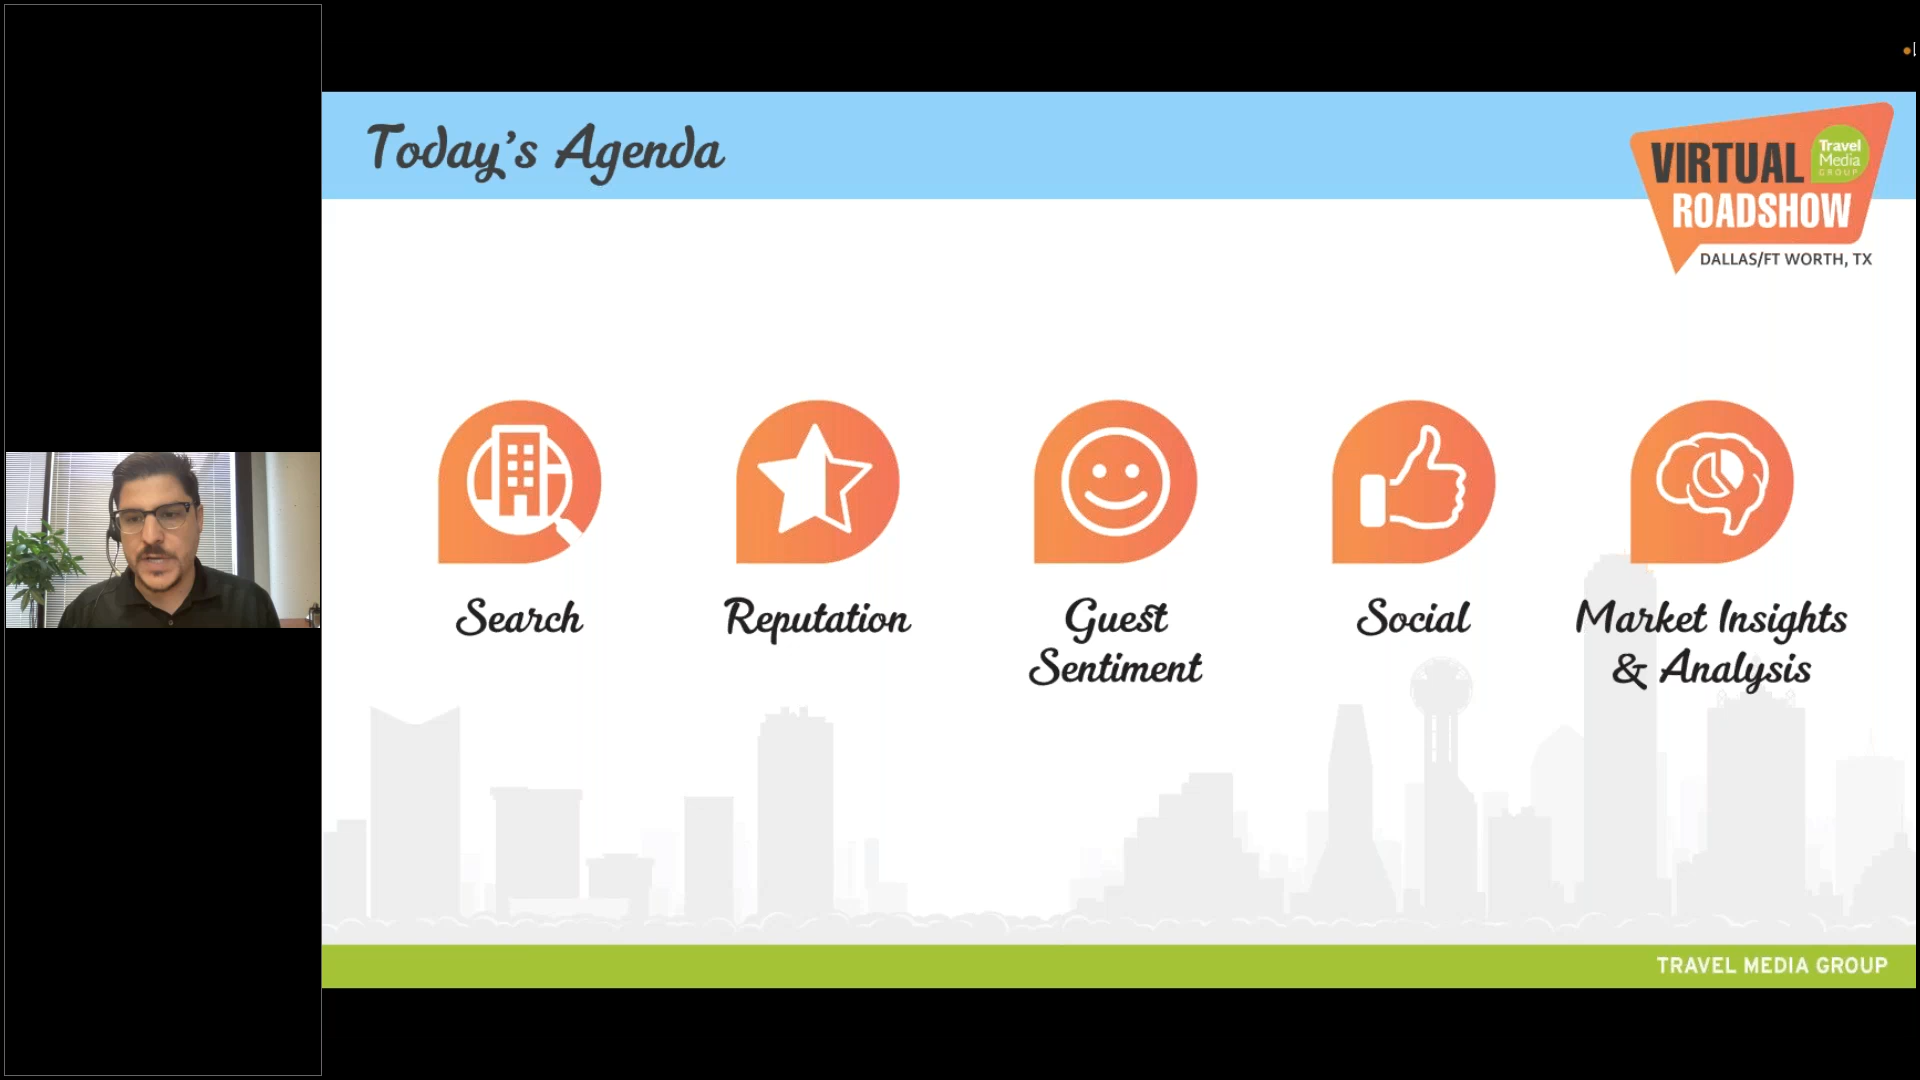 Today's Agenda
VIRTUAL
Travel
Media
GROUP
ROADSHOW
DALLAS/FT WORTH, TX
Search
Reputation
Guest
Sentiment
Social
Market Insights
& Analysis
TRAVEL MEDIA GROUP